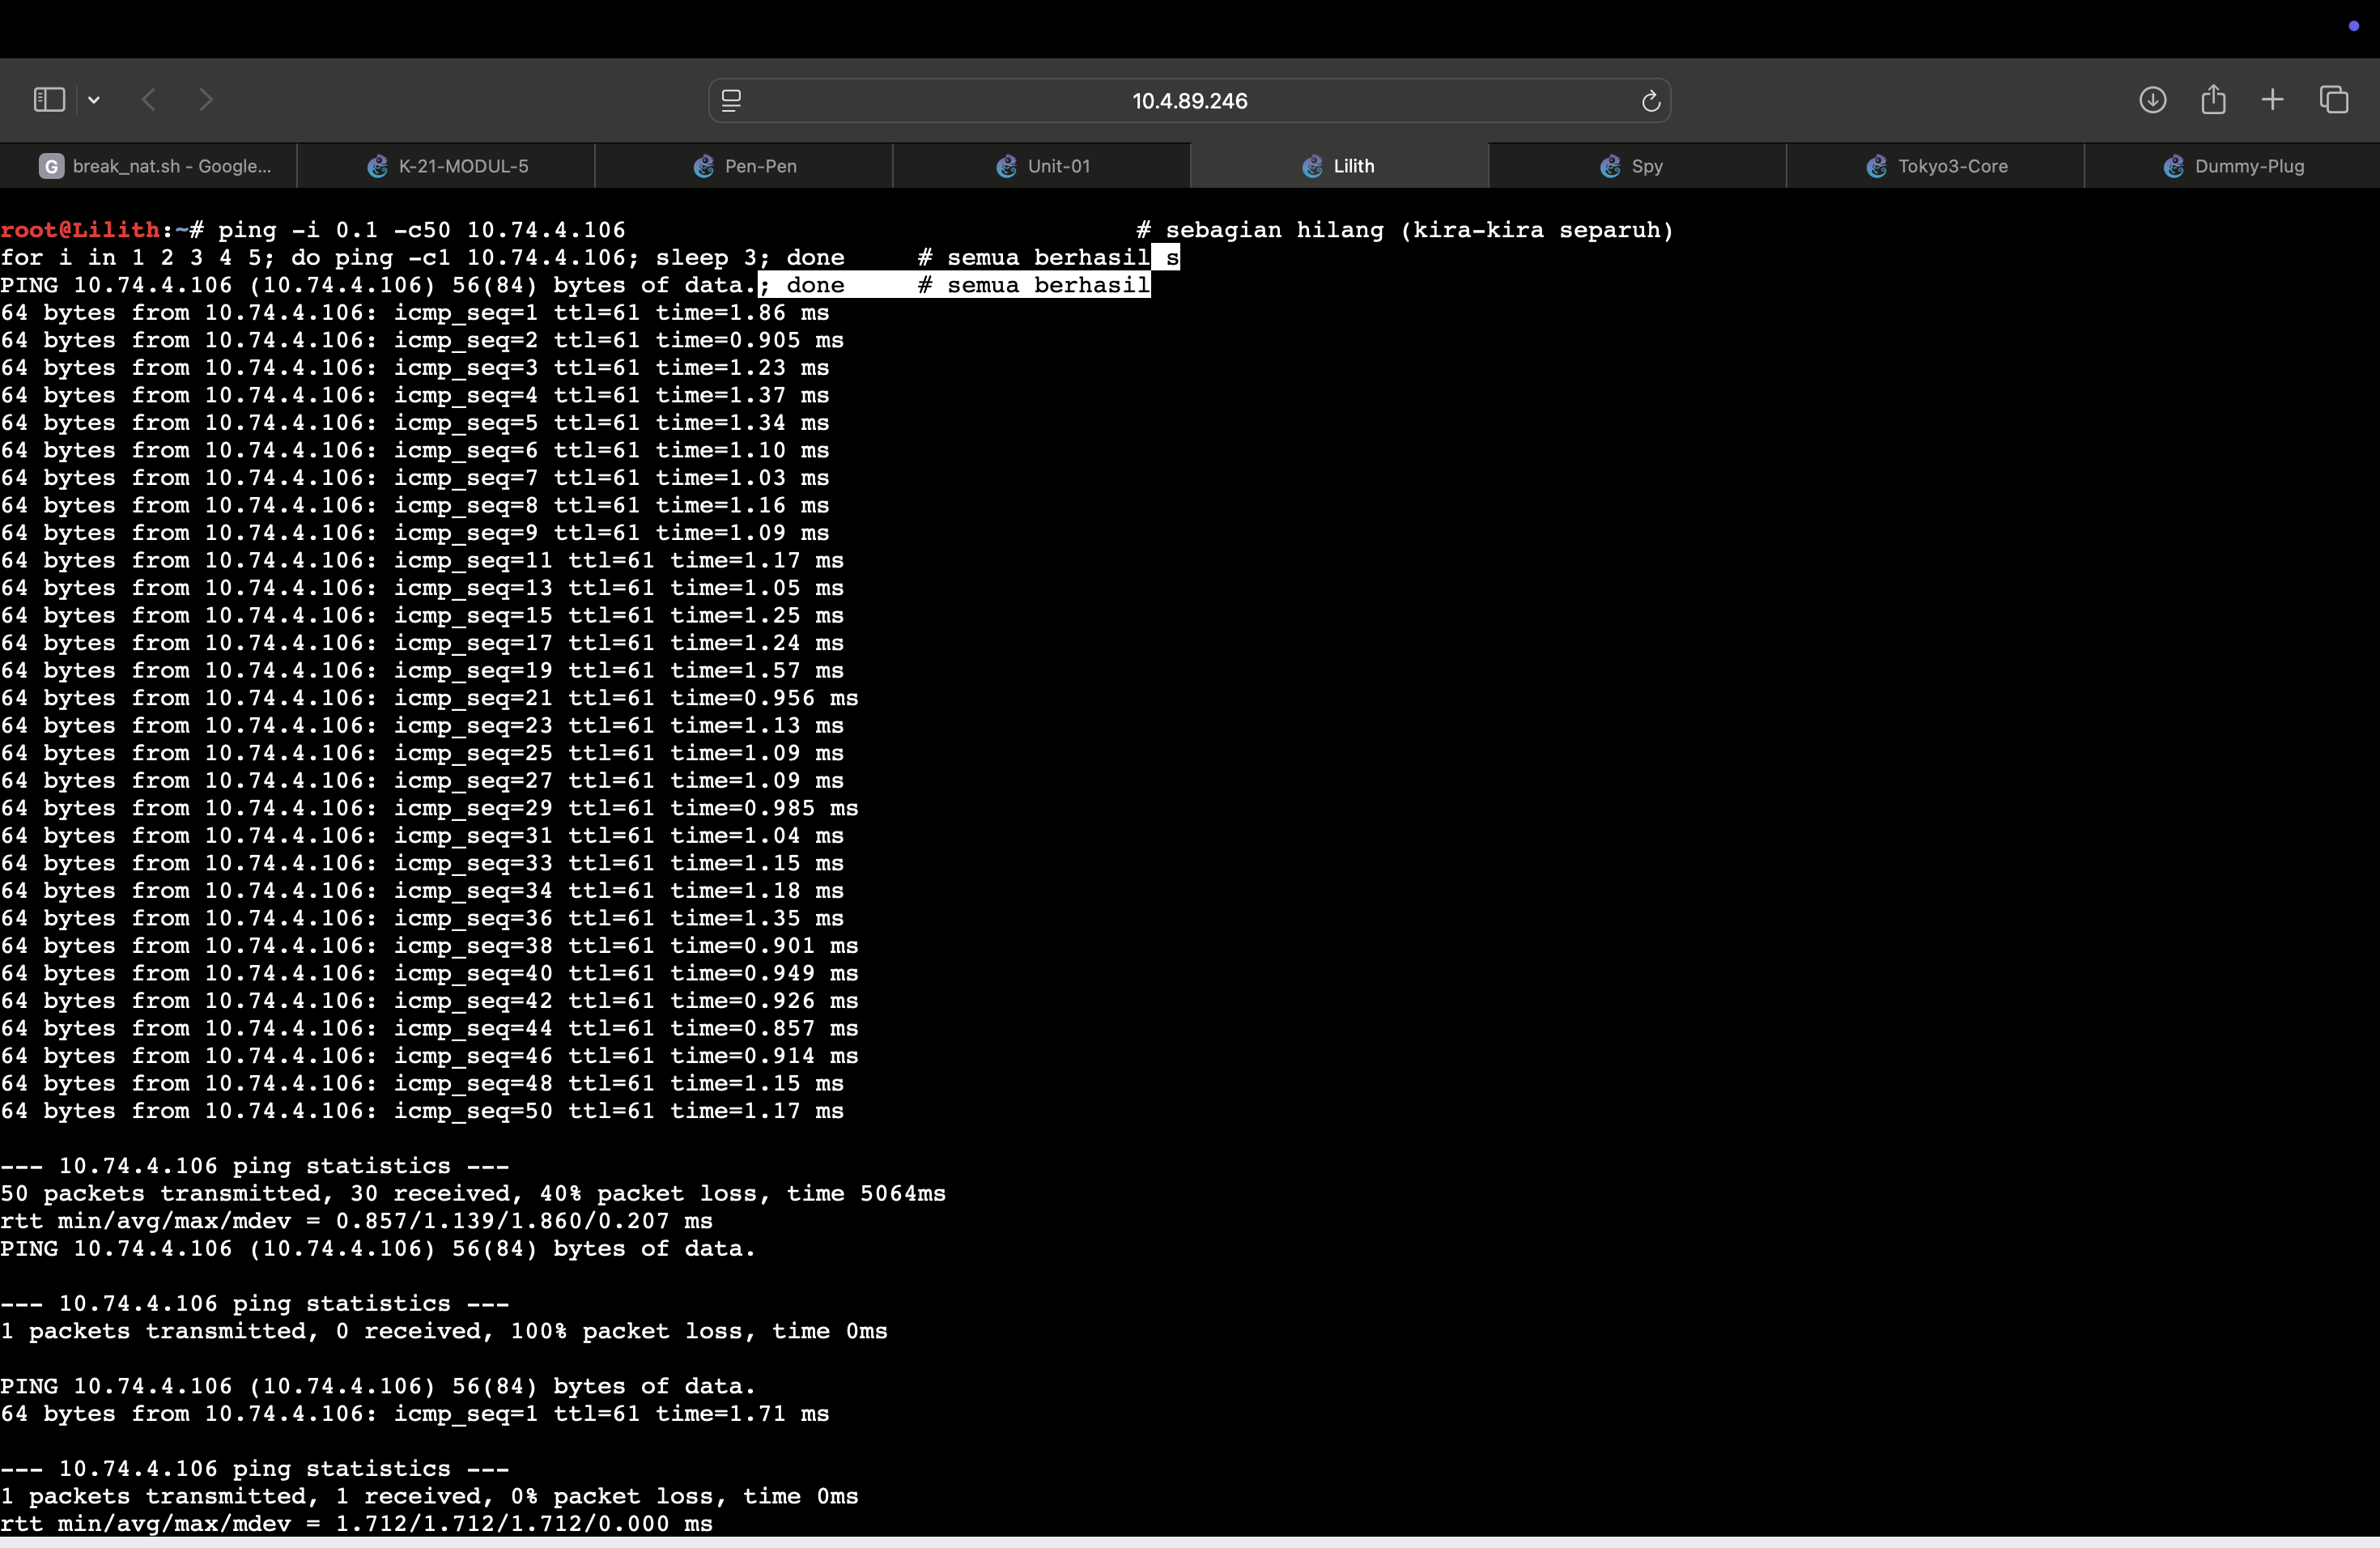 10.4.89.246
G break_nat.sh - Google...
K-21-MODUL-5
Pen-Pen
Unit-01
Lilith
Spy
Tokyo3-Core
Dummy-Plug
root@Lilith:~# ping -i 0.1 -c50 10.74.4.106 # sebagian hilang (kira-kira separuh)
for i in 1 2 3 4 5; do ping -c1 10.74.4.106; sleep 3; done # semua berhasil s
PING 10.74.4.106 (10.74.4.106) 56(84) bytes of data.; done # semua berhasil
64 bytes from 10.74.4.106: icmp_seq=1 ttl=61 time=1.86 ms
64 bytes from 10.74.4.106: icmp_seq=2 ttl=61 time=0.905 ms
64 bytes from 10.74.4.106: icmp_seq=3 ttl=61 time=1.23 ms
64 bytes from 10.74.4.106: icmp_seq=4 ttl=61 time=1.37 ms
64 bytes from 10.74.4.106: icmp_seq=5 ttl=61 time=1.34 ms
64 bytes from 10.74.4.106: icmp_seq=6 ttl=61 time=1.10 ms
64 bytes from 10.74.4.106: icmp_seq=7 ttl=61 time=1.03 ms
64 bytes from 10.74.4.106: icmp_seq=8 ttl=61 time=1.16 ms
64 bytes from 10.74.4.106: icmp_seq=9 ttl=61 time=1.09 ms
64 bytes from 10.74.4.106: icmp_seq=11 ttl=61 time=1.17 ms
64 bytes from 10.74.4.106: icmp_seq=13 ttl=61 time=1.05 ms
64 bytes from 10.74.4.106: icmp_seq=15 ttl=61 time=1.25 ms
64 bytes from 10.74.4.106: icmp_seq=17 ttl=61 time=1.24 ms
64 bytes from 10.74.4.106: icmp_seq=19 ttl=61 time=1.57 ms
64 bytes from 10.74.4.106: icmp_seq=21 ttl=61 time=0.956 ms
64 bytes from 10.74.4.106: icmp_seq=23 ttl=61 time=1.13 ms
64 bytes from 10.74.4.106: icmp_seq=25 ttl=61 time=1.09 ms
64 bytes from 10.74.4.106: icmp_seq=27 ttl=61 time=1.09 ms
64 bytes from 10.74.4.106: icmp_seq=29 ttl=61 time=0.985 ms
64 bytes from 10.74.4.106: icmp_seq=31 ttl=61 time=1.04 ms
64 bytes from 10.74.4.106: icmp_seq=33 ttl=61 time=1.15 ms
64 bytes from 10.74.4.106: icmp_seq=34 ttl=61 time=1.18 ms
64 bytes from 10.74.4.106: icmp_seq=36 ttl=61 time=1.35 ms
64 bytes from 10.74.4.106: icmp_seq=38 ttl=61 time=0.901 ms
64 bytes from 10.74.4.106: icmp_seq=40 ttl=61 time=0.949 ms
64 bytes from 10.74.4.106: icmp_seq=42 ttl=61 time=0.926 ms
64 bytes from 10.74.4.106: icmp_seq=44 ttl=61 time=0.857 ms
64 bytes from 10.74.4.106: icmp_seq=46 ttl=61 time=0.914 ms
64 bytes from 10.74.4.106: icmp_seq=48 ttl=61 time=1.15 ms
64 bytes from 10.74.4.106: icmp_seq=50 ttl=61 time=1.17 ms
--- 10.74.4.106 ping statistics ---
50 packets transmitted, 30 received, 40% packet loss, time 5064ms
rtt min/avg/max/mdev = 0.857/1.139/1.860/0.207 ms
PING 10.74.4.106 (10.74.4.106) 56(84) bytes of data.
--- 10.74.4.106 ping statistics ---
1 packets transmitted, 0 received, 100% packet loss, time 0ms
PING 10.74.4.106 (10.74.4.106) 56(84) bytes of data.
64 bytes from 10.74.4.106: icmp_seq=1 ttl=61 time=1.71 ms
--- 10.74.4.106 ping statistics ---
1 packets transmitted, 1 received, 0% packet loss, time 0ms
rtt min/avg/max/mdev = 1.712/1.712/1.712/0.000 ms